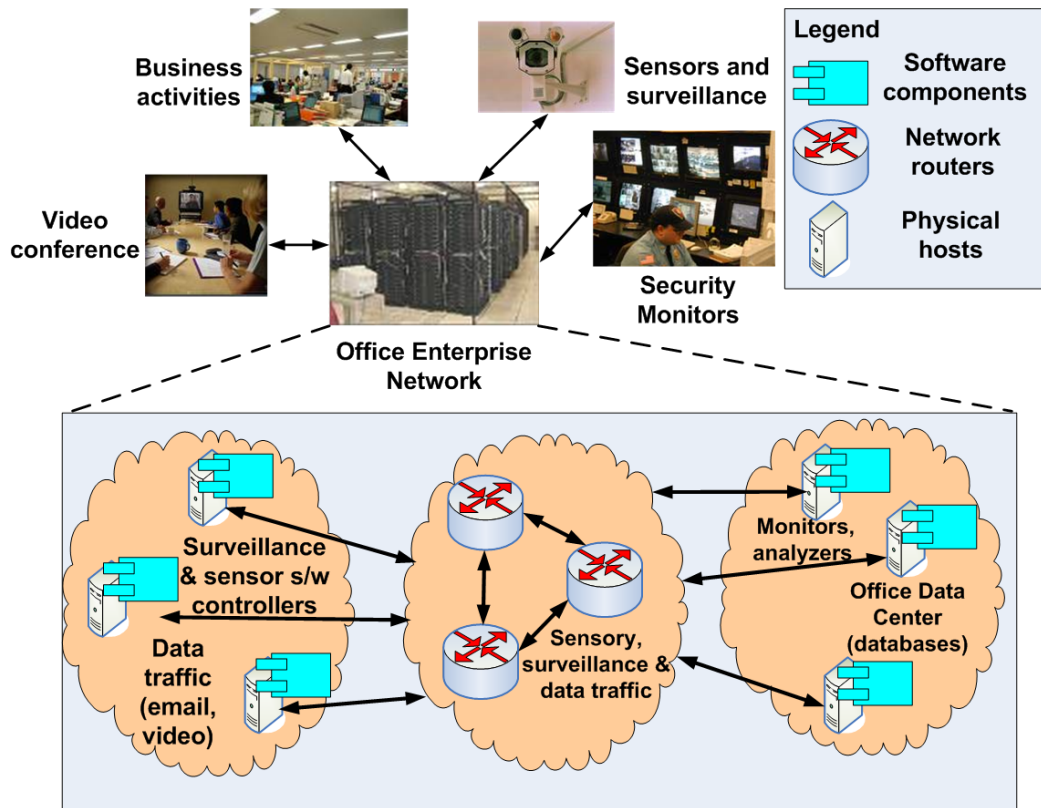 Business
activities
Sensors and
surveillance
Legend
Software
components
Network
routers
Physical
hosts
Video
conference
Security
Monitors
Office Enterprise
Network
Surveillance
& sensor s/w
controllers
Data
traffic
(email,
video)
Sensory,
surveillance &
data traffic
Monitors,
analyzers
Office Data
Center
(databases)